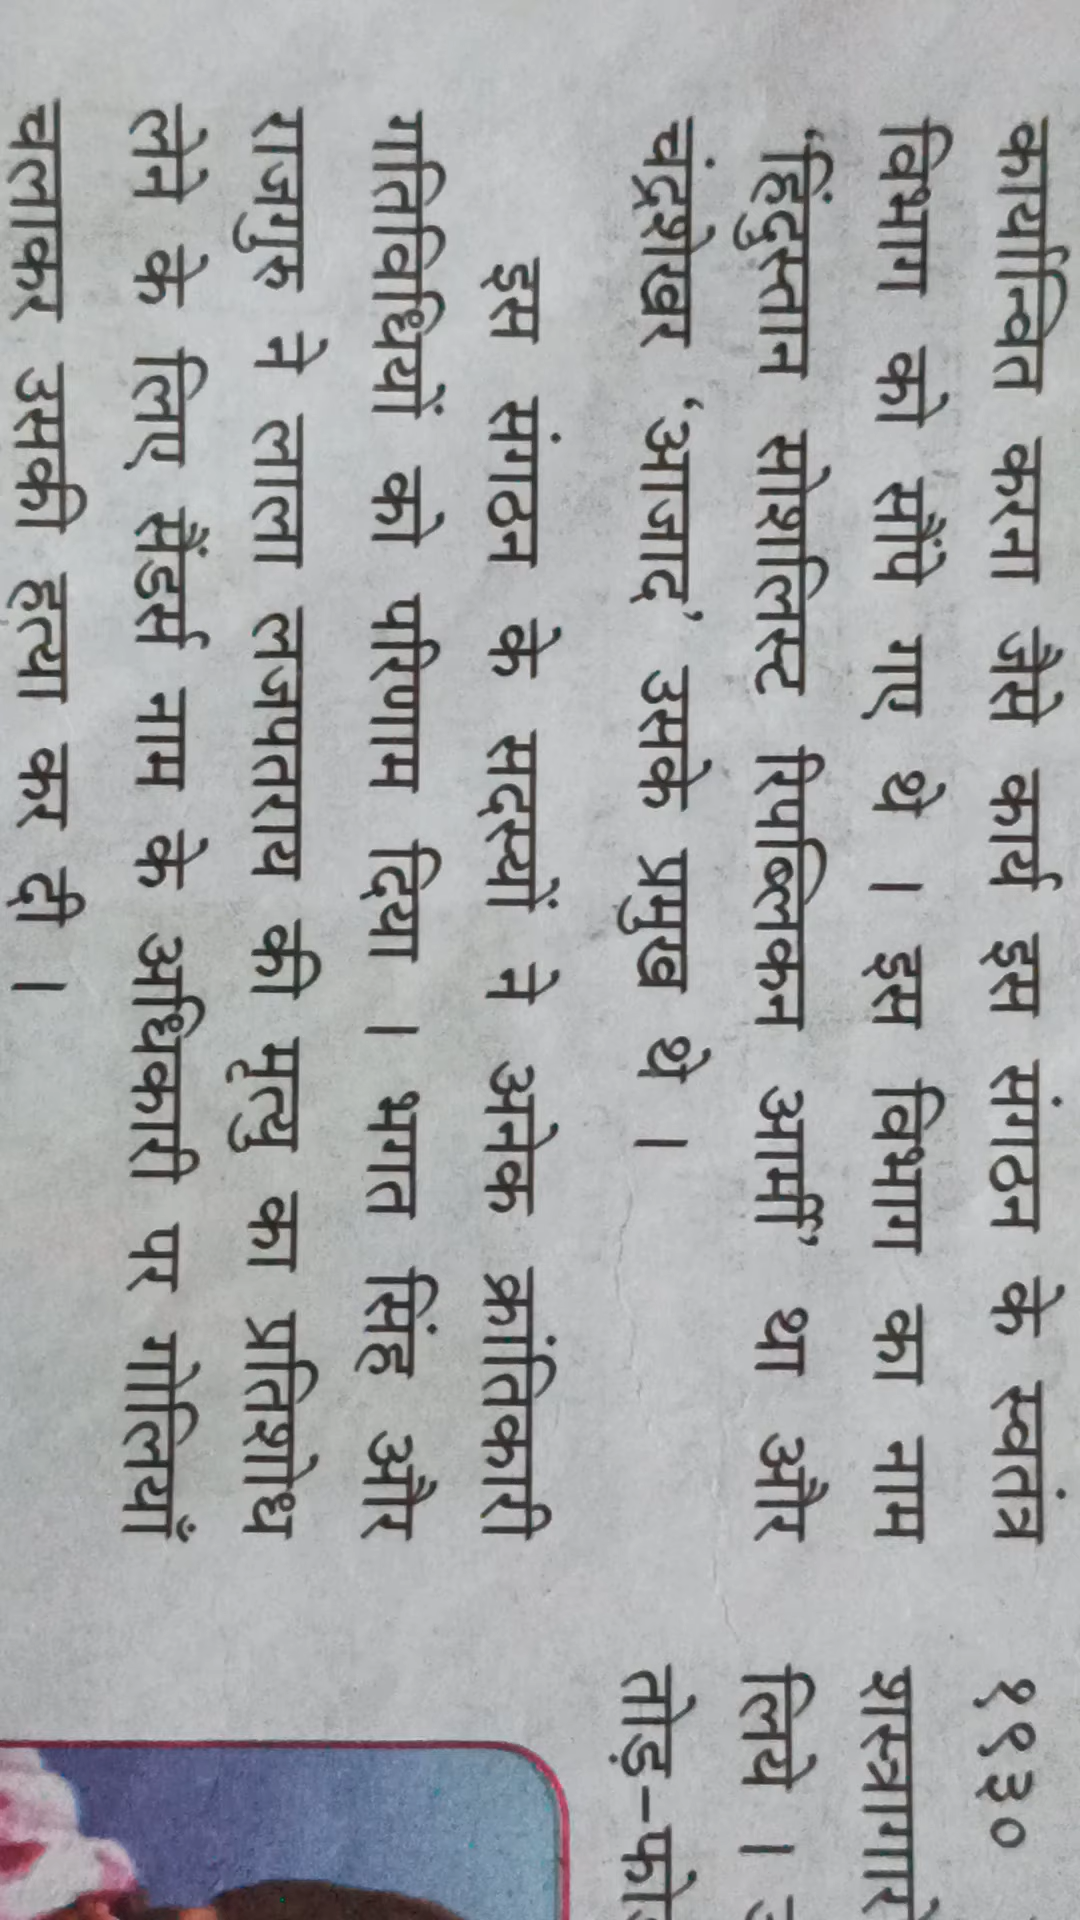 कार्यान्वित करना जैसे कार्य इस संगठन के स्वतंत्र
विभाग को सौंपे गए थे । इस विभाग का नाम
‘हिंदुस्तान सोशलिस्ट रिपब्लिकन आर्मी’ था और
चंद्रशेखर ‘आजाद’ उसके प्रमुख थे ।
इस संगठन के सदस्यों ने अनेक क्रांतिकारी
गतिविधियों को परिणाम दिया । भगत सिंह और
राजगुरु ने लाला लजपतराय की मृत्यु का प्रतिशोध
लेने के लिए सैंडर्स नाम के अधिकारी पर गोलियाँ
चलाकर उसकी हत्या कर दी ।
१९३०
लिये ।